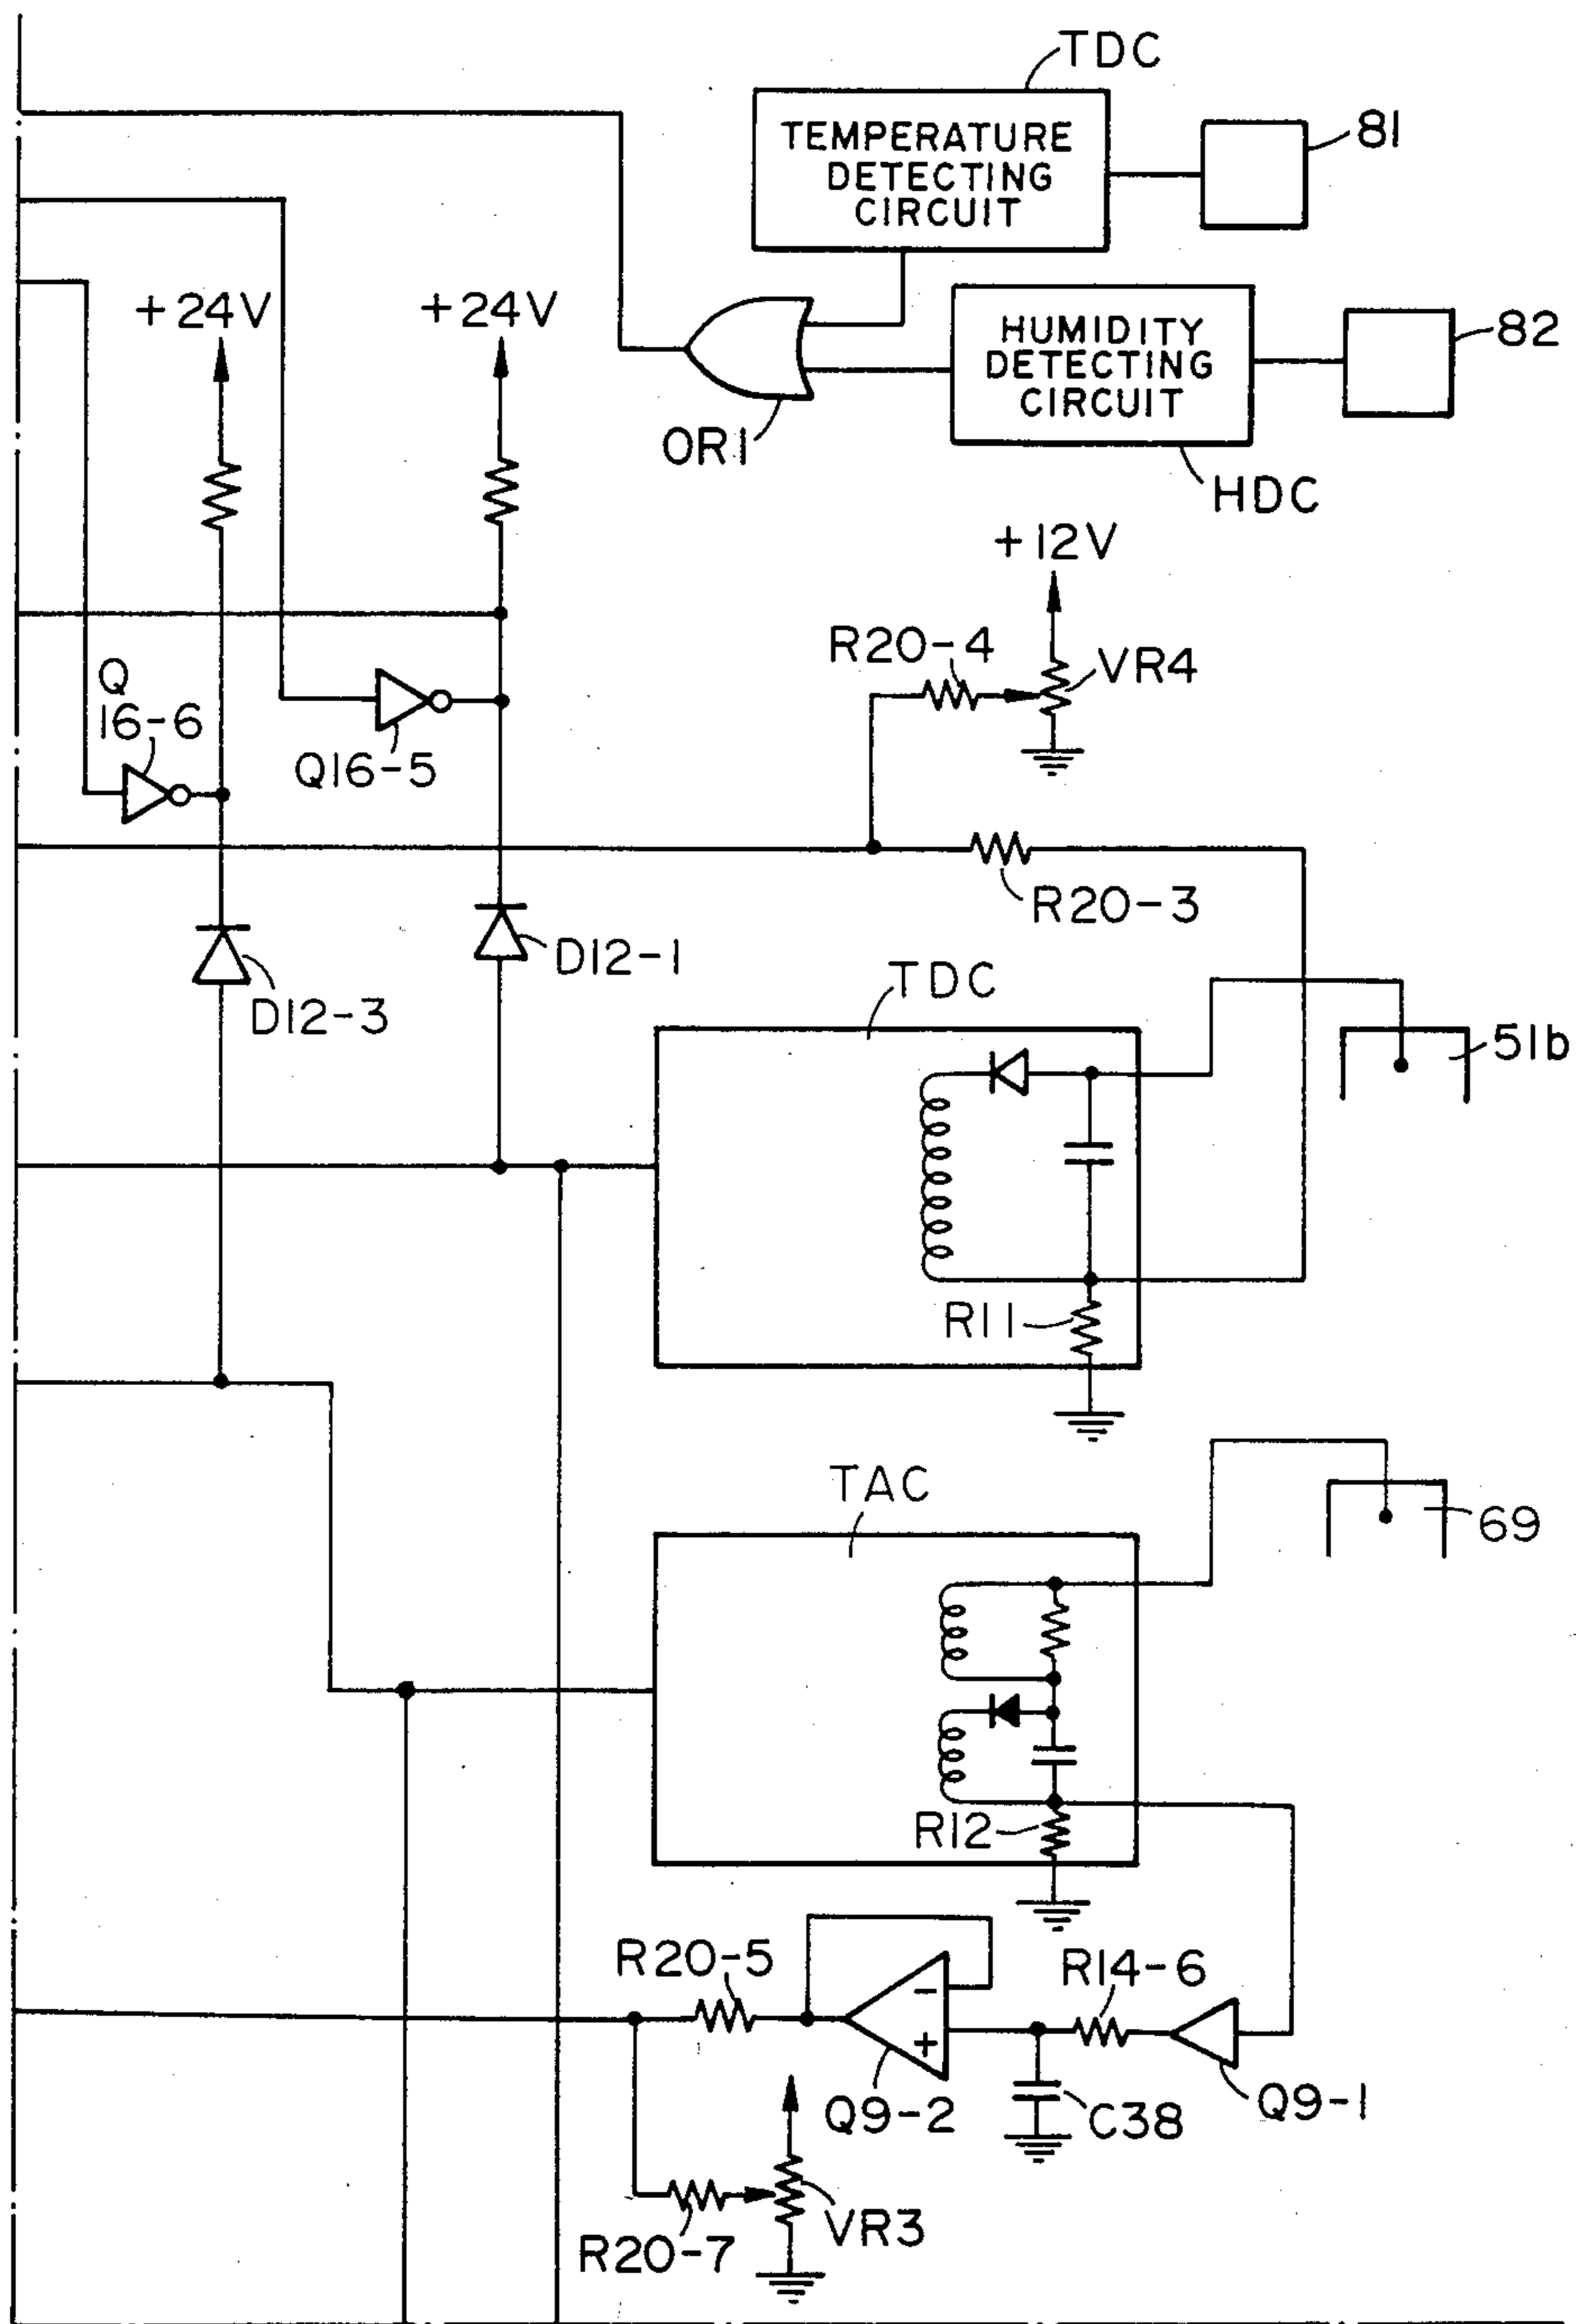 TDC
TEMPERATURE
DETECTING
CIRCUIT
81
+24V
+24V
HUMIDITY
DETECTING
CIRCUIT
82
OR1
HDC
+12V
R20-4
VR4
Q
16-6
Q16-5
R20-3
D12-1
D12-3
TDC
51b
R11
TAC
69
R12
R20-5
R14-6
-
+
Q9-2
C38
Q9-1
VR3
R20-7